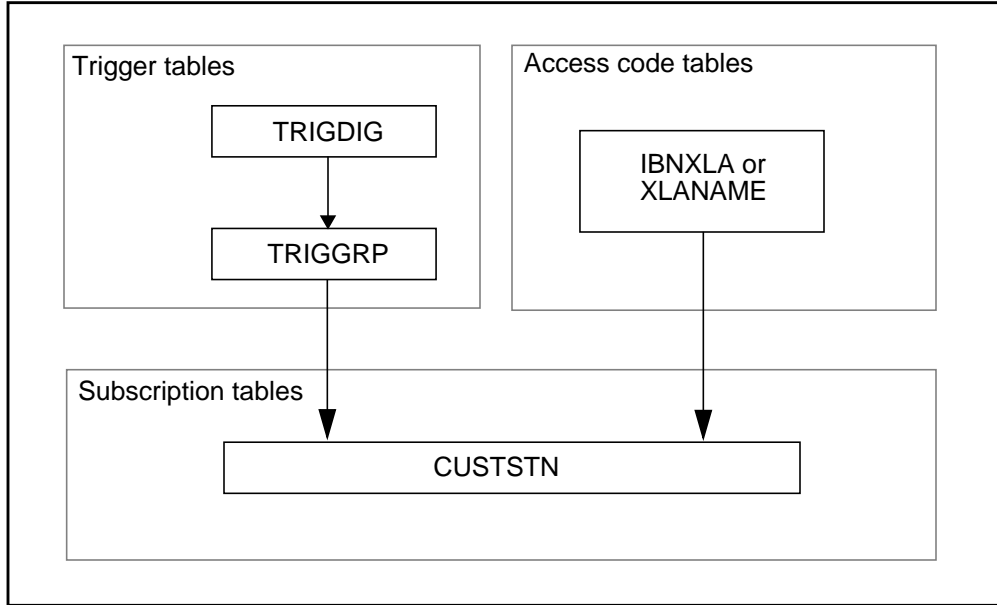 Trigger tables
TRIGDIG
TRIGGRP
Access code tables
IBNXLA or
XLANAME
Subscription tables
CUSTSTN